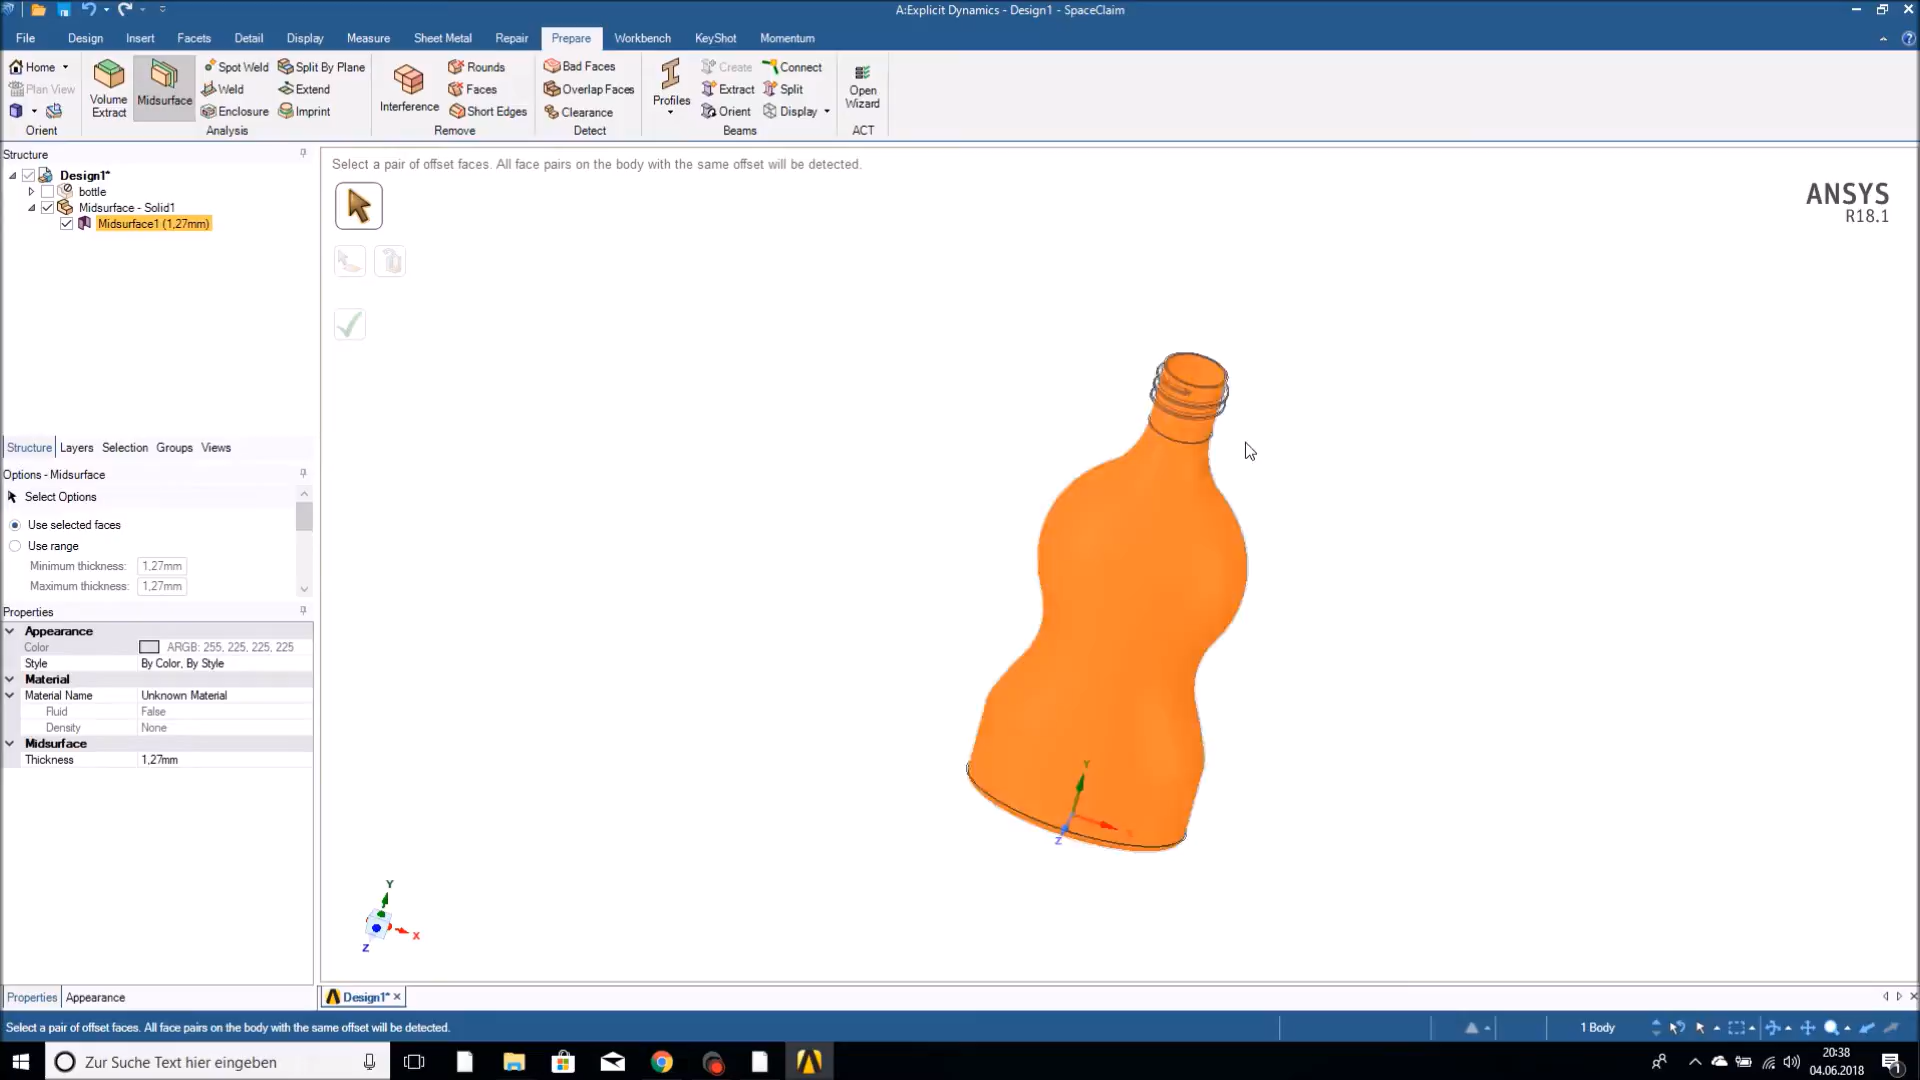 A:Explicit Dynamics - Design1 - SpaceClaim
File Design Insert Facets Detail Display Measure Sheet Metal Repair Prepare Workbench KeyShot Momentum
Home
Plan View
Orient
Volume Extract
Midsurface
Spot Weld
Weld
Enclosure
Split By Plane
Extend
Imprint
Analysis
Interference
Rounds
Faces
Short Edges
Remove
Bad Faces
Overlap Faces
Clearance
Detect
Profiles
Create
Extract
Orient
Connect
Split
Display
Beams
Open Wizard
ACT
Structure
Design1*
bottle
Midsurface - Solid1
Midsurface1 (1,27mm)
Select a pair of offset faces. All face pairs on the body with the same offset will be detected.
ANSYS
R18.1
Structure Layers Selection Groups Views
Options - Midsurface
Select Options
Use selected faces
Use range
Minimum thickness: 1,27mm
Maximum thickness: 1,27mm
Properties
Appearance
Color ARGB: 255, 225, 225, 225
Style By Color, By Style
Material
Material Name Unknown Material
Fluid False
Density None
Midsurface
Thickness 1,27mm
Y
X
Z
Y
X
Z
Properties Appearance
Design1*
Select a pair of offset faces. All face pairs on the body with the same offset will be detected.
1 Body
Zur Suche Text hier eingeben
20:38
04.06.2018
1